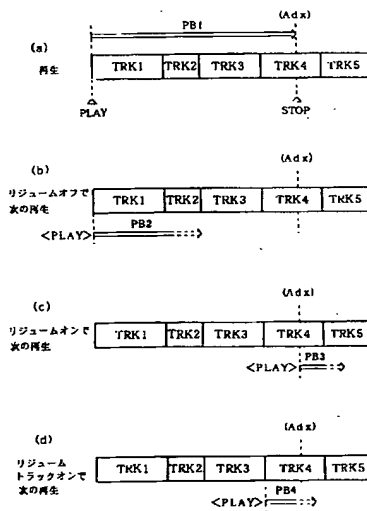 PB1 (Adx)
(a)
再生
TRK1 TRK2 TRK3 TRK4 TRK5
PLAY STOP
(b) (Adx)
リジュームオフで
次の再生
TRK1 TRK2 TRK3 TRK4 TRK5
<PLAY> PB2
(c) (Adx)
リジュームオンで
次の再生
TRK1 TRK2 TRK3 TRK4 TRK5
<PLAY> PB3
(d) (Adx)
リジューム
トラックオンで
次の再生
TRK1 TRK2 TRK3 TRK4 TRK5
<PLAY> PB4